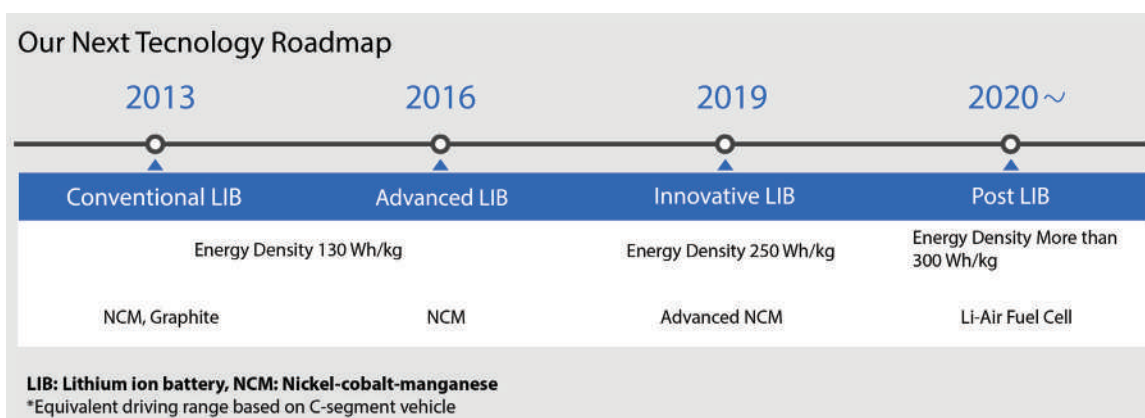 Our Next Tecnology Roadmap
2013 2016 2019 2020~
Conventional LIB Advanced LIB Innovative LIB Post LIB
Energy Density 130 Wh/kg Energy Density 250 Wh/kg Energy Density More than
300 Wh/kg
NCM, Graphite NCM Advanced NCM Li-Air Fuel Cell
LIB: Lithium ion battery, NCM: Nickel-cobalt-manganese
*Equivalent driving range based on C-segment vehicle